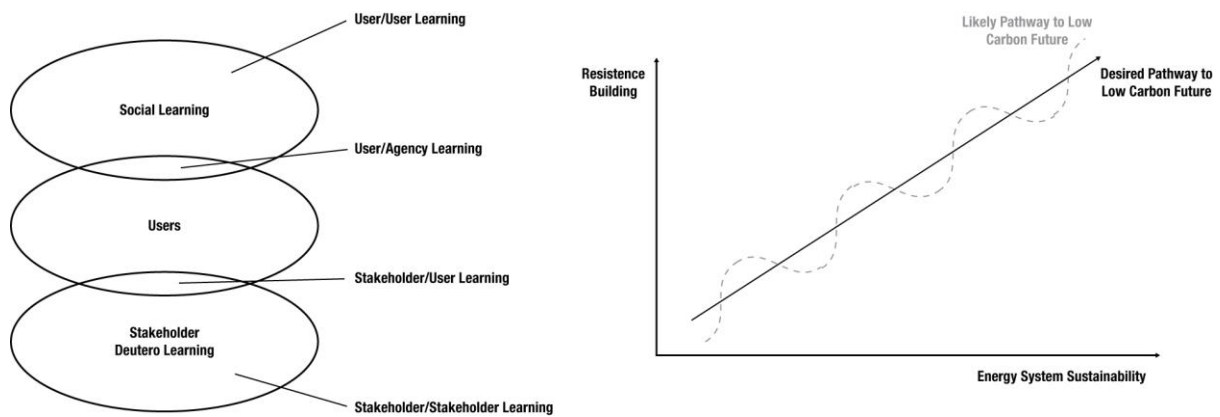 User/User Learning
Social Learning
User/Agency Learning
Users
Stakeholder/User Learning
Stakeholder
Deutero Learning
Stakeholder/Stakeholder Learning
Likely Pathway to Low
Carbon Future
Resistence
Building
Desired Pathway to
Low Carbon Future
Energy System Sustainability